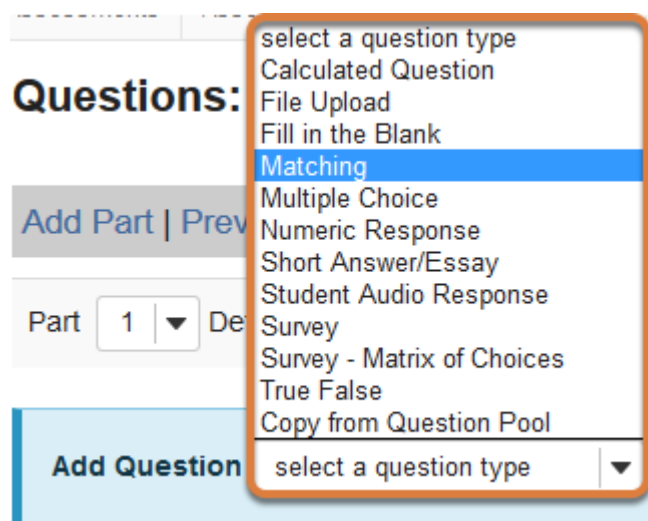 select a question type
Calculated Question
Questions:
File Upload
Fill in the Blank
Matching
Multiple Choice
Add Part | Prev
Numeric Response
Short Answer/Essay
Student Audio Response
Part 1
Survey
Survey - Matrix of Choices
True False
Copy from Question Pool
Add Question select a question type